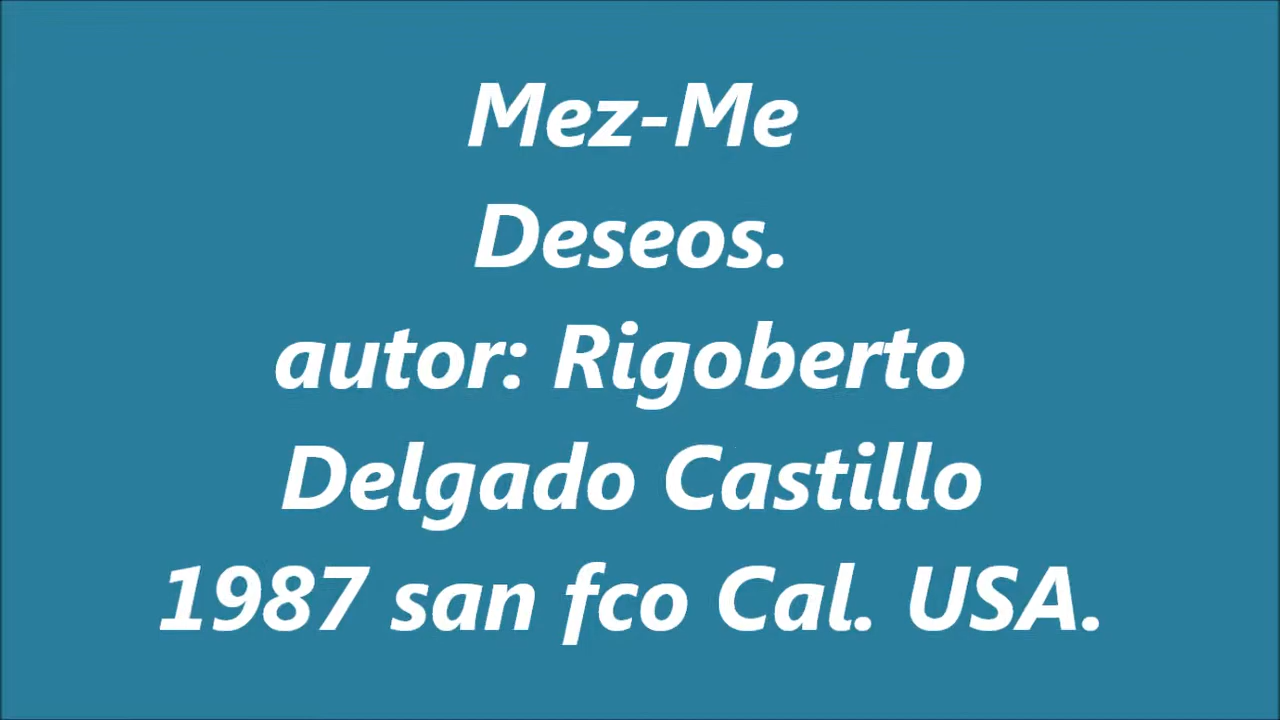 Mez-Me
Deseos.
autor: Rigoberto
Delgado Castillo
1987 san fco Cal. USA.